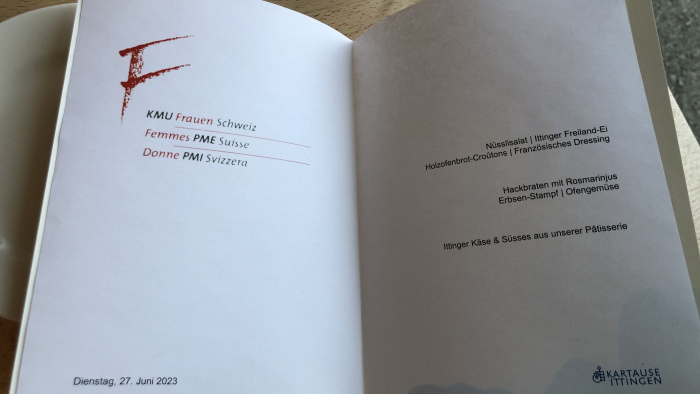 F
KMU Frauen Schweiz
Femmes PME Suisse
Donne PMI Svizzera
Dienstag, 27. Juni 2023
Nüsslisalat | Ittinger Freiland-Ei
Holzofenbrot-Croûtons | Französisches Dressing
Hackbraten mit Rosmarinjus
Erbsen-Stampf | Ofengemüse
Ittinger Käse & Süsses aus unserer Pâtisserie
KARTAUSE
ITTINGEN